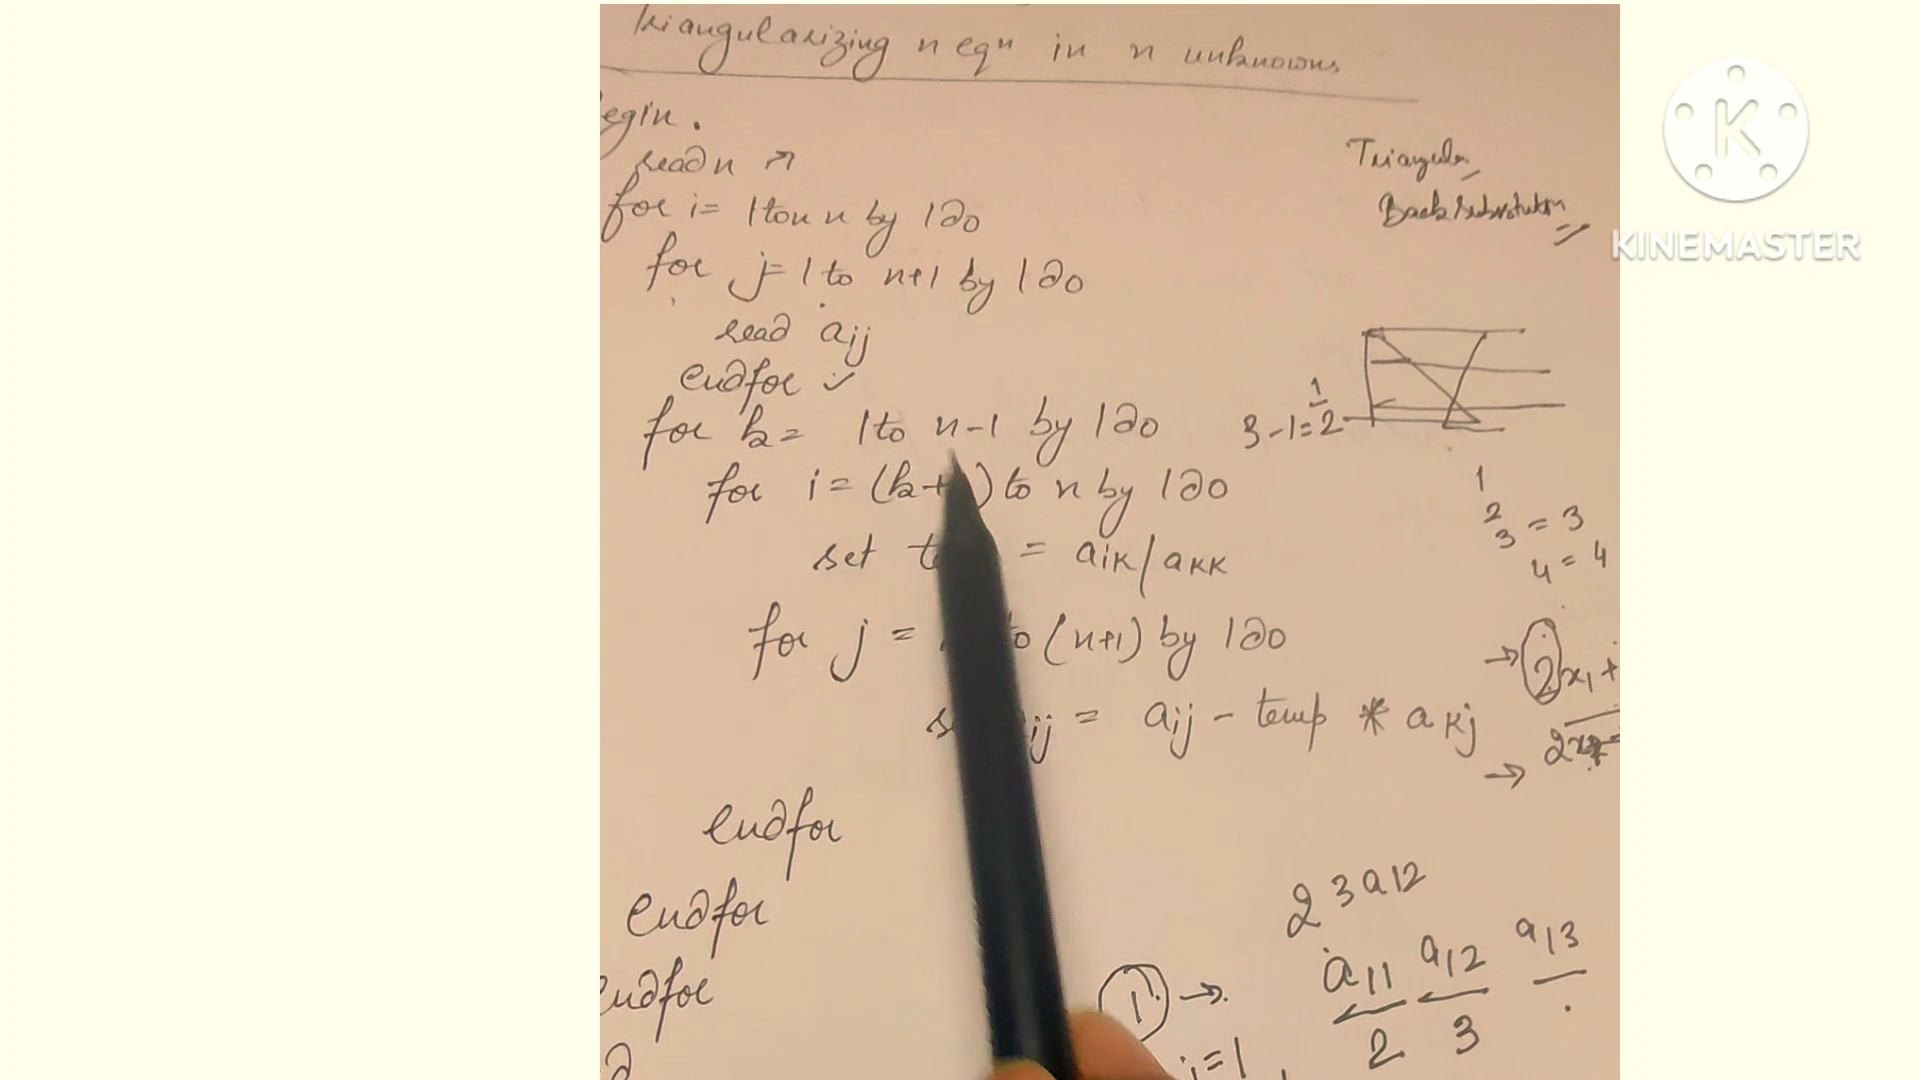 Triangularizing n eqn in n unknowns
egin.
read n
for i= 1 to n by 1 do
for j= 1 to n+1 by 1 do
read aij
endfor ✓
for k= 1 to n-1 by 1 do
for i = (k+ ) to n by 1 do
set = aiK/aKK
for j = to (n+1) by 1 do
ij = aij - temp * aKj
endfor
endfor
endfor
Triangular
Back substitution
1
3-1=2
1
2
3 = 3
4 = 4
→ 2x1 +
→
2 3 a12
1 → a11 a12 a13
2 3
i=1
K
KINEMASTER